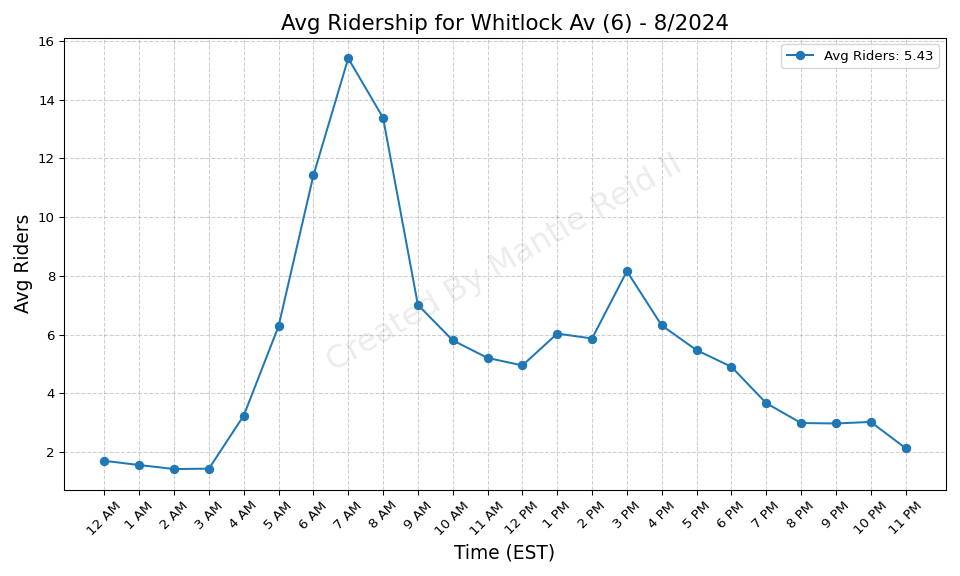 Avg Ridership for Whitlock Av (6) - 8/2024
16
14
12
10
8
6
4
2
Avg Riders
Avg Riders: 5.43
Created By Mantle Reid II
12 AM
1 AM
2 AM
3 AM
4 AM
5 AM
6 AM
7 AM
8 AM
9 AM
10 AM
11 AM
12 PM
1 PM
2 PM
3 PM
4 PM
5 PM
6 PM
7 PM
8 PM
9 PM
10 PM
11 PM
Time (EST)